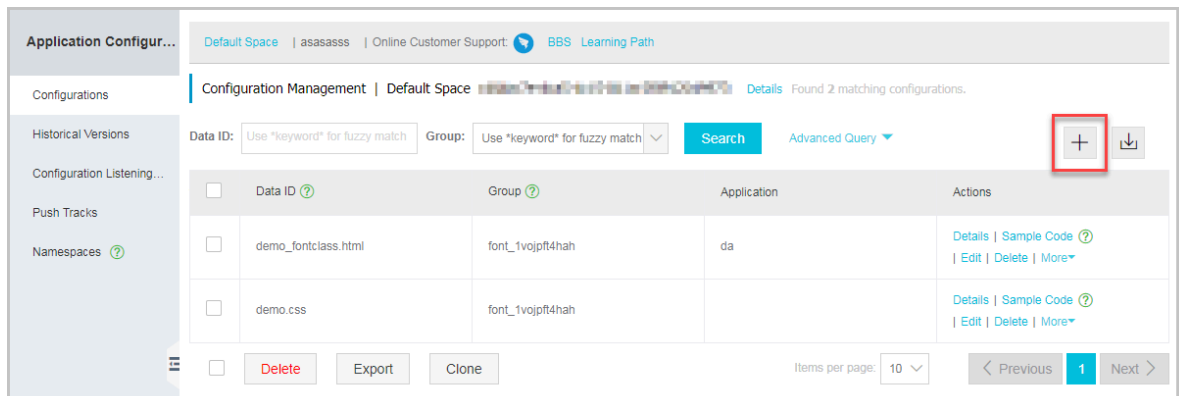 Application Configur...
Default Space | asasasss | Online Customer Support: BBS Learning Path
Configurations
Historical Versions
Configuration Listening...
Push Tracks
Namespaces ?
Configuration Management | Default Space Details Found 2 matching configurations.
Data ID: Use *keyword* for fuzzy match Group: Use *keyword* for fuzzy match Search Advanced Query
Data ID ? Group ? Application Actions
demo_fontclass.html font_1vojpft4hah da Details | Sample Code ?
| Edit | Delete | More
demo.css font_1vojpft4hah Details | Sample Code ?
| Edit | Delete | More
Delete Export Clone Items per page: 10 < Previous 1 Next >